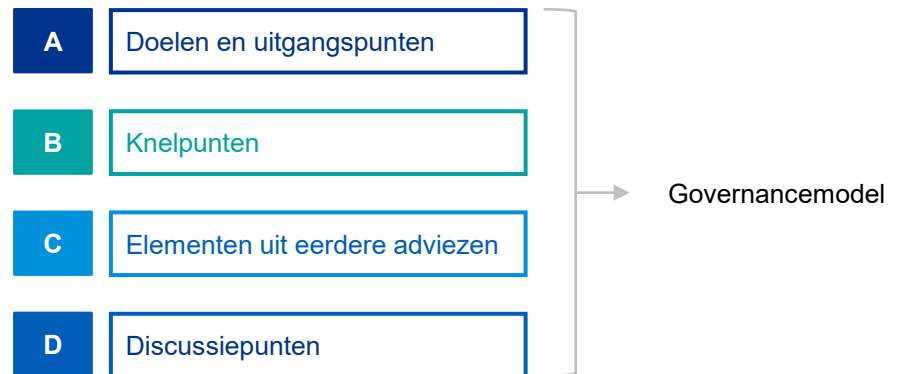 A
Doelen en uitgangspunten
B
Knelpunten
C
Elementen uit eerdere adviezen
D
Discussiepunten
Governancemodel